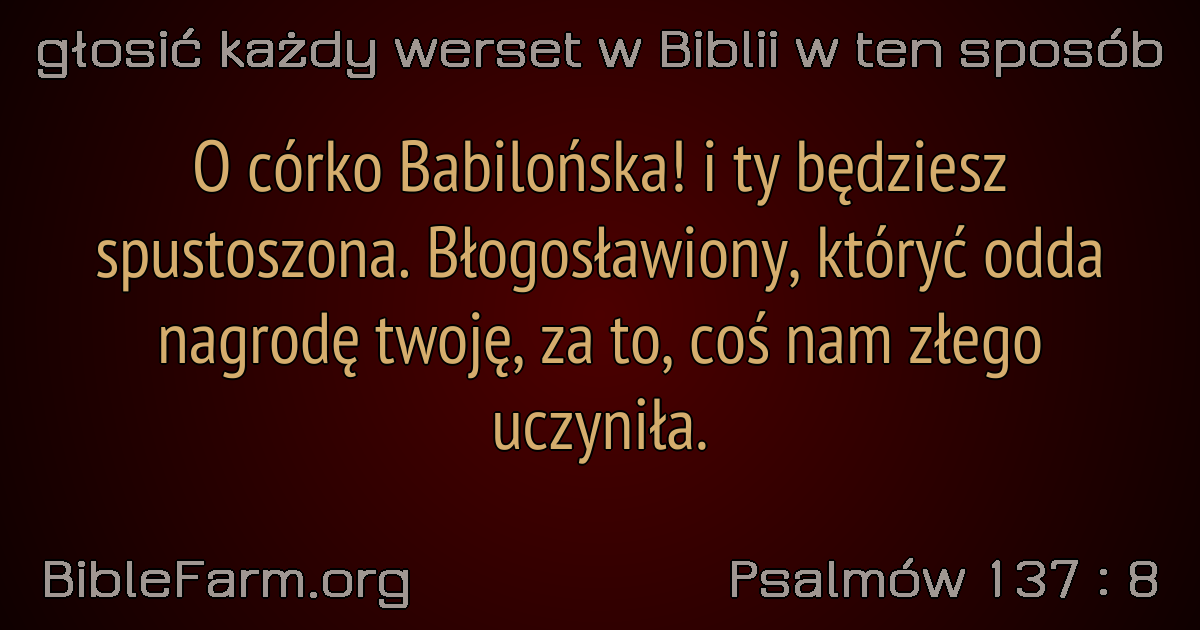 głosić każdy werset w Biblii w ten sposób
O córko Babilońska! i ty będziesz
spustoszona. Błogosławiony, któryć odda
nagrodę twoję, za to, coś nam złego
uczyniła.
BibleFarm.org
Psalmów 137 : 8